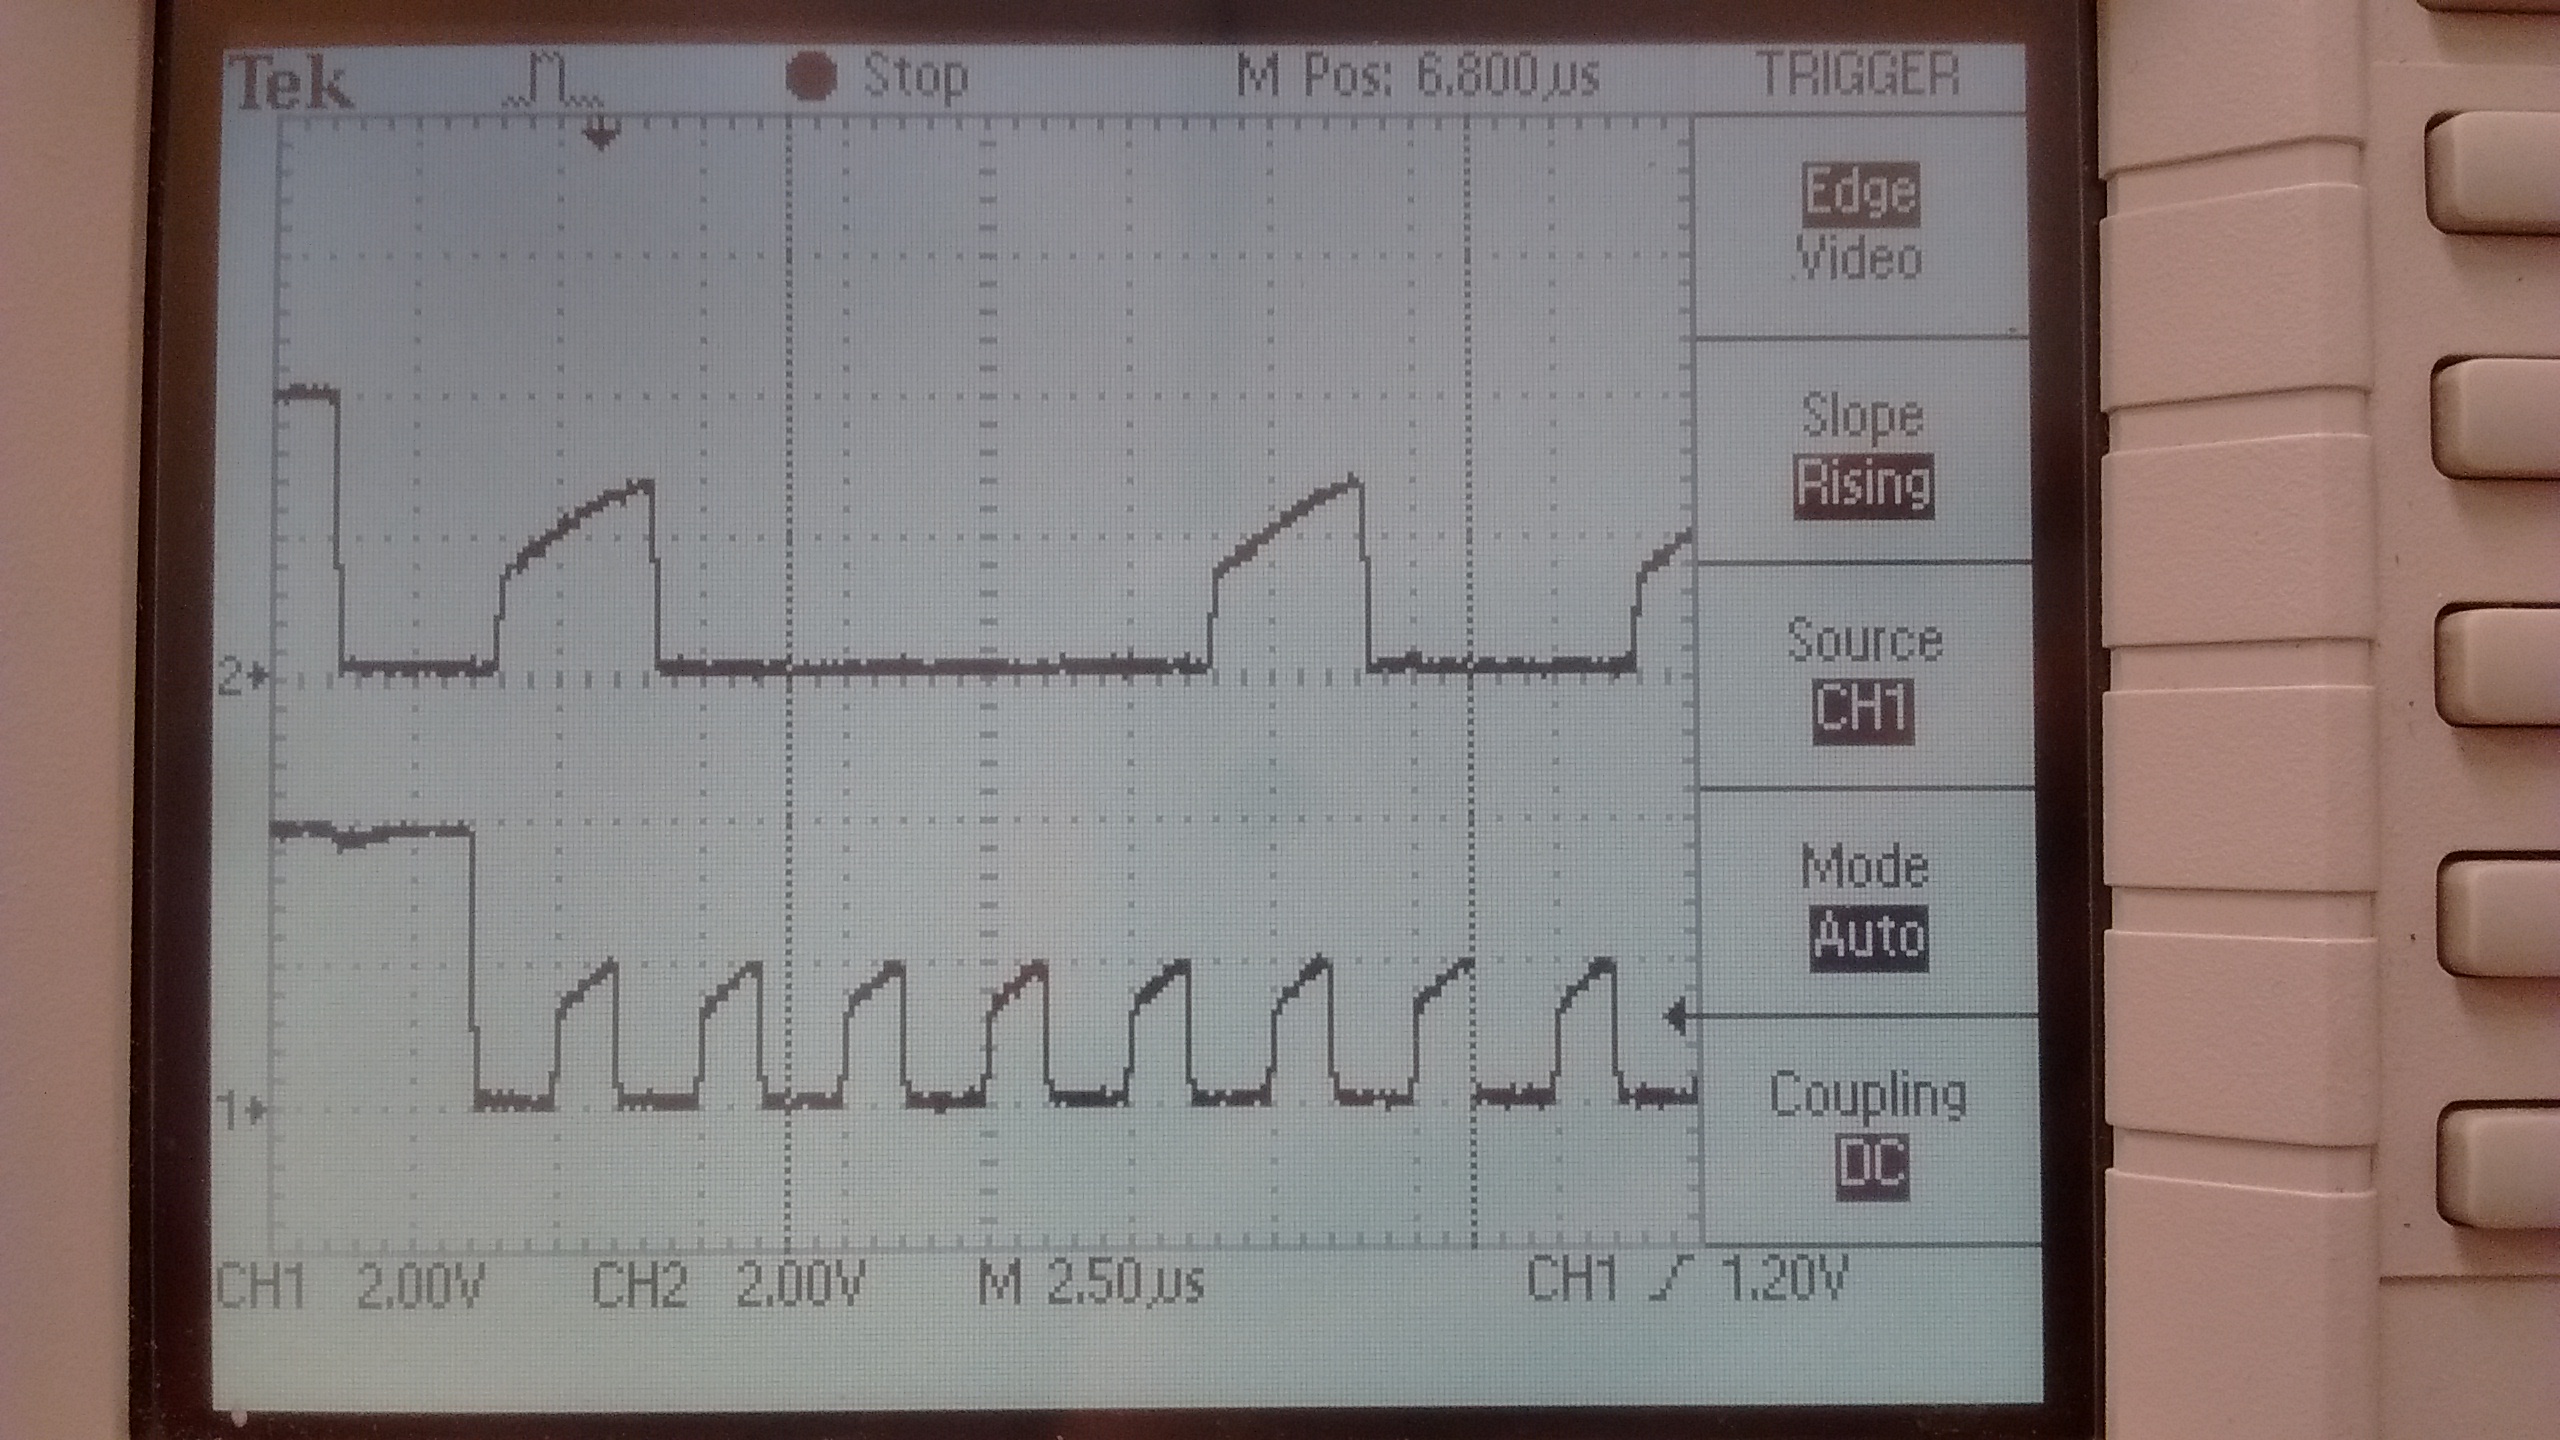 Tek Stop M Pos: 6.800µs TRIGGER
Edge
Video
Slope
Rising
Source
CH1
Mode
Auto
Coupling
DC
2
1
CH1 2.00V CH2 2.00V M 2.50µs CH1 1.20V